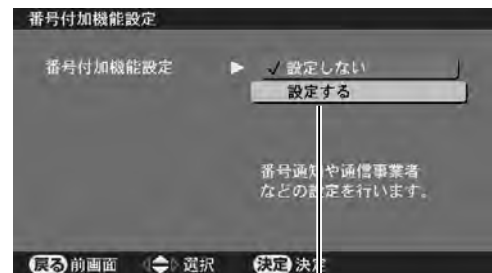 番号付加機能設定
番号付加機能設定 ▶ ✓設定しない
設定する
番号通知や通信事業者
などの設定を行います。
戻る 前画面 選択 決定 決定